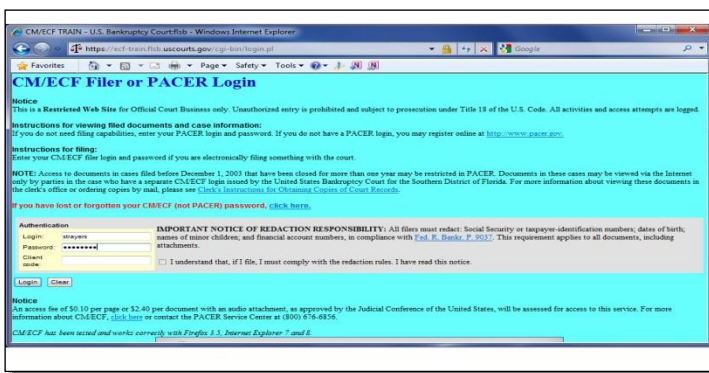 CM/ECF TRAIN - U.S. Bankruptcy Court:flsb - Windows Internet Explorer
https://ecf-train.flsb.uscourts.gov/cgi-bin/login.pl
Google
Favorites Page Safety Tools
CM/ECF Filer or PACER Login
Notice
This is a Restricted Web Site for Official Court Business only. Unauthorized entry is prohibited and subject to prosecution under Title 18 of the U.S. Code. All activities and access attempts are logged.
Instructions for viewing filed documents and case information:
If you do not need filing capabilities, enter your PACER login and password. If you do not have a PACER login, you may register online at http://www.pacer.gov.
Instructions for filing:
Enter your CM/ECF filer login and password if you are electronically filing something with the court.
NOTE: Access to documents in cases filed before December 1, 2003 that have been closed for more than one year may be restricted in PACER. Documents in these cases may be viewed via the Internet
only by parties in the case who have a separate CM/ECF login issued by the United States Bankruptcy Court for the Southern District of Florida. For more information about viewing these documents in
the clerk's office or ordering copies by mail, please see Clerk's Instructions for Obtaining Copies of Court Records.
If you have lost or forgotten your CM/ECF (not PACER) password, click here.
Authentication
Login: strayers
Password: ••••••••
Client
code:
IMPORTANT NOTICE OF REDACTION RESPONSIBILITY: All filers must redact: Social Security or taxpayer-identification numbers; dates of birth;
names of minor children; and financial account numbers, in compliance with Fed. R. Bankr. P. 9037. This requirement applies to all documents, including
attachments.
I understand that, if I file, I must comply with the redaction rules. I have read this notice.
Login Clear
Notice
An access fee of $0.10 per page or $2.40 per document with an audio attachment, as approved by the Judicial Conference of the United States, will be assessed for access to this service. For more
information about CM/ECF, click here or contact the PACER Service Center at (800) 676-6856.
CM/ECF has been tested and works correctly with Firefox 3.5, Internet Explorer 7 and 8.